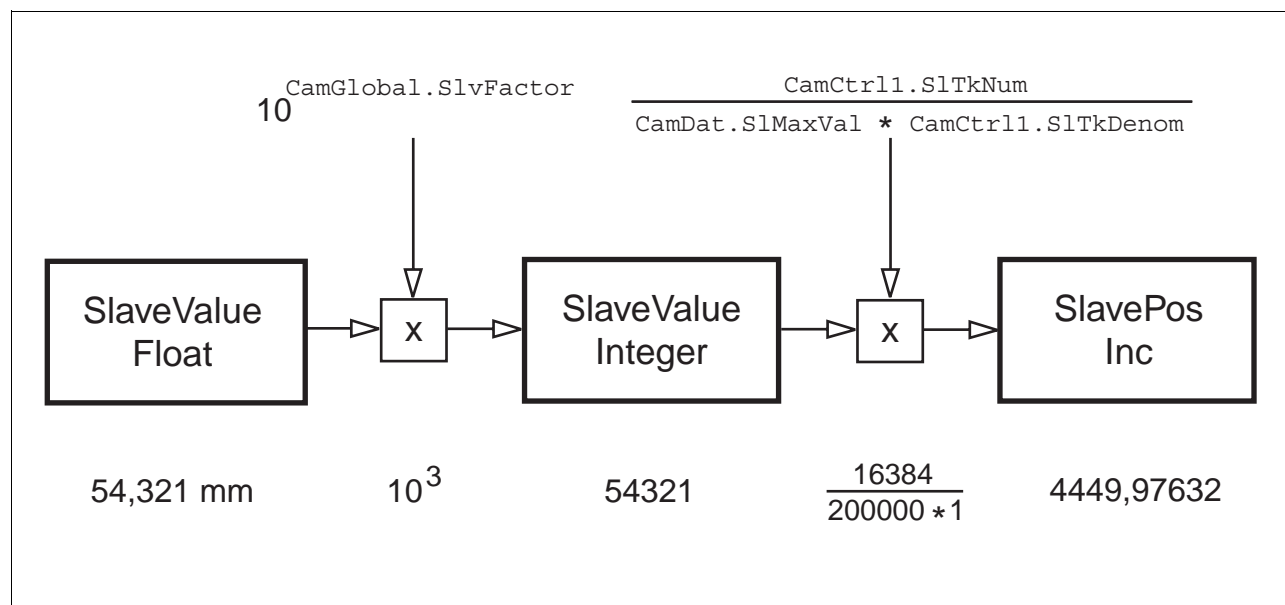 10^CamGlobal.SlvFactor
CamCtrl1.SlTkNum
CamDat.SlMaxVal * CamCtrl1.SlTkDenom
SlaveValue
Float
x
SlaveValue
Integer
x
SlavePos
Inc
54,321 mm
10^3
54321
16384
200000 * 1
4449,97632